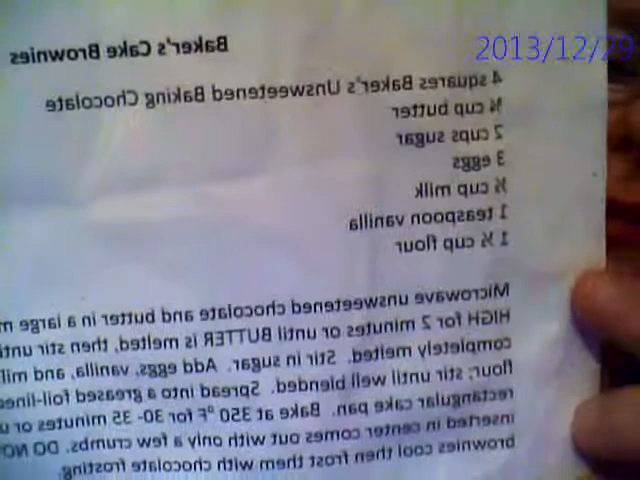 2013/12/29
Baker's Cake Brownies
4 squares Baker's Unsweetened Baking Chocolate
¾ cup butter
2 cups sugar
3 eggs
cup milk
1 teaspoon vanilla
1 cup flour
Microwave unsweetened chocolate and butter in a large m
HIGH for 2 minutes or until BUTTER is melted, then stir unti
completely melted. Stir in sugar. Add eggs, vanilla, and mil
flour; stir until well blended. Spread into a greased foil-lined
rectangular cake pan. Bake at 350 °F for 30- 35 minutes or u
inserted in center comes out with only a few crumbs. DO NO
brownies cool then frost them with chocolate frosting.